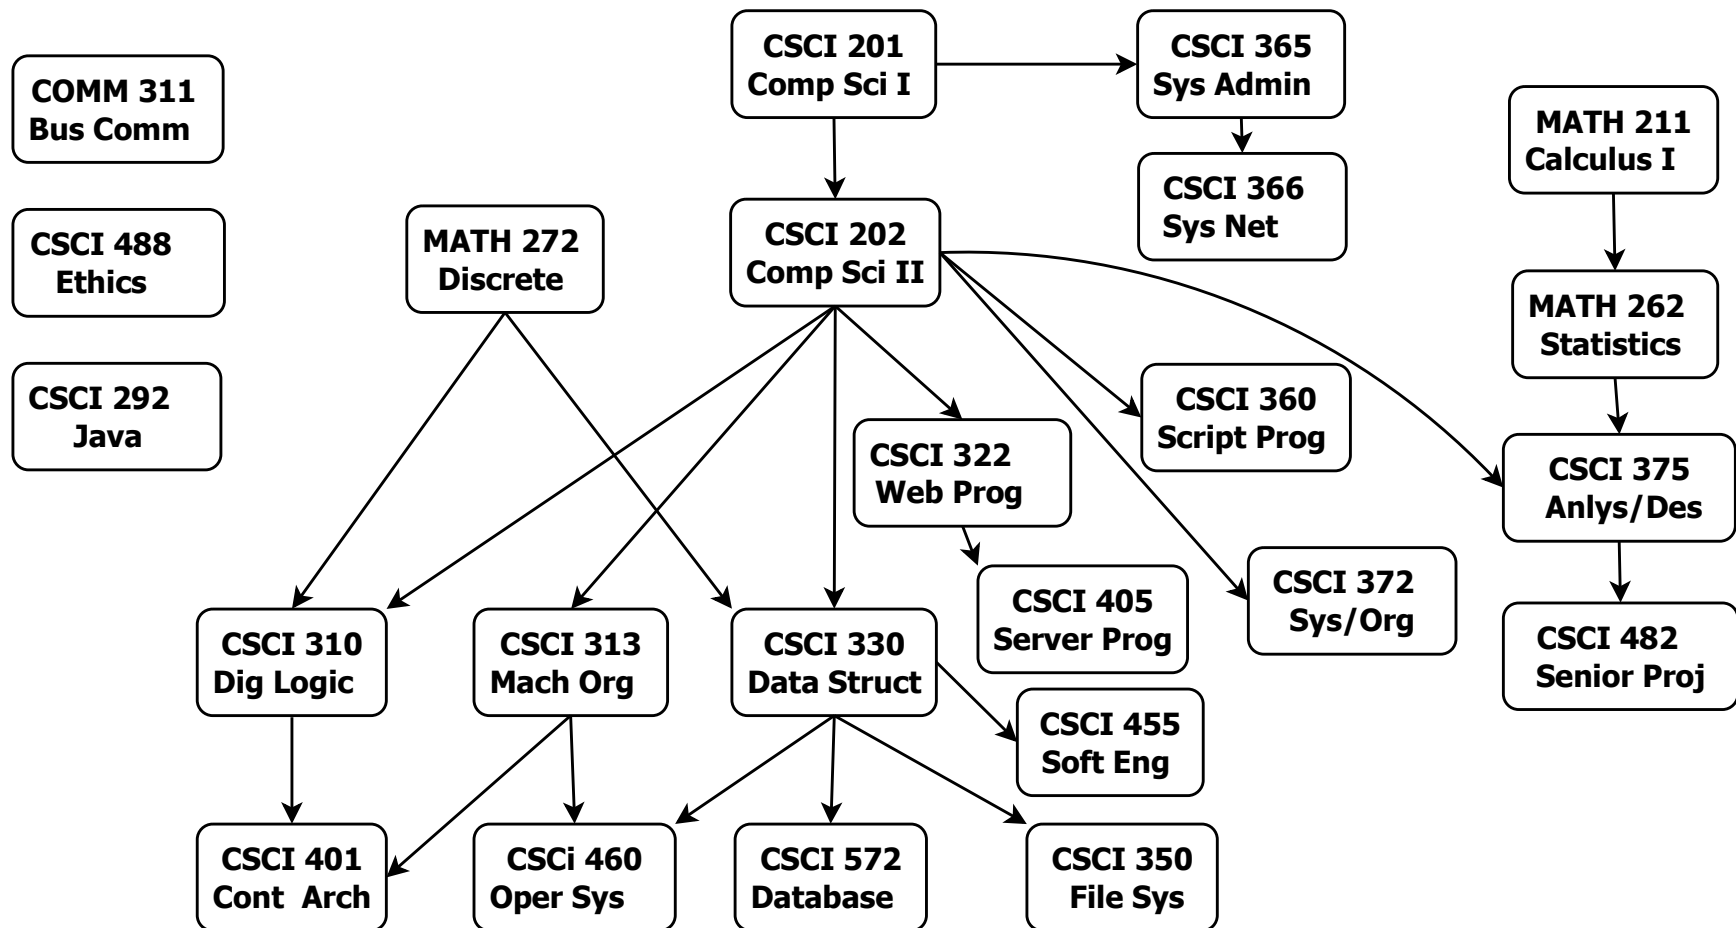 CSCI 201
Comp Sci I
CSCI 365
Sys Admin
COMM 311
Bus Comm
MATH 211
Calculus I
CSCI 366
Sys Net
CSCI 488
Ethics
MATH 272
Discrete
CSCI 202
Comp Sci II
MATH 262
Statistics
CSCI 292
Java
CSCI 360
Script Prog
CSCI 322
Web Prog
CSCI 375
Anlys/Des
CSCI 372
Sys/Org
CSCI 405
Server Prog
CSCI 310
Dig Logic
CSCI 313
Mach Org
CSCI 330
Data Struct
CSCI 482
Senior Proj
CSCI 455
Soft Eng
CSCI 401
Cont Arch
CSCi 460
Oper Sys
CSCI 572
Database
CSCI 350
File Sys